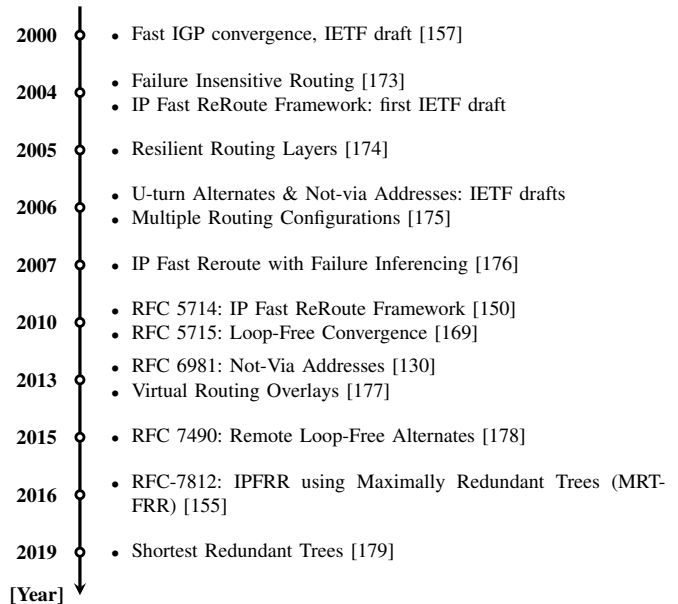 2000 • Fast IGP convergence, IETF draft [157]
2004 • Failure Insensitive Routing [173]
• IP Fast ReRoute Framework: first IETF draft
2005 • Resilient Routing Layers [174]
2006 • U-turn Alternates & Not-via Addresses: IETF drafts
• Multiple Routing Configurations [175]
2007 • IP Fast Reroute with Failure Inferencing [176]
2010 • RFC 5714: IP Fast ReRoute Framework [150]
• RFC 5715: Loop-Free Convergence [169]
2013 • RFC 6981: Not-Via Addresses [130]
• Virtual Routing Overlays [177]
2015 • RFC 7490: Remote Loop-Free Alternates [178]
2016 • RFC-7812: IPFRR using Maximally Redundant Trees (MRT-
FRR) [155]
2019 • Shortest Redundant Trees [179]
[Year]